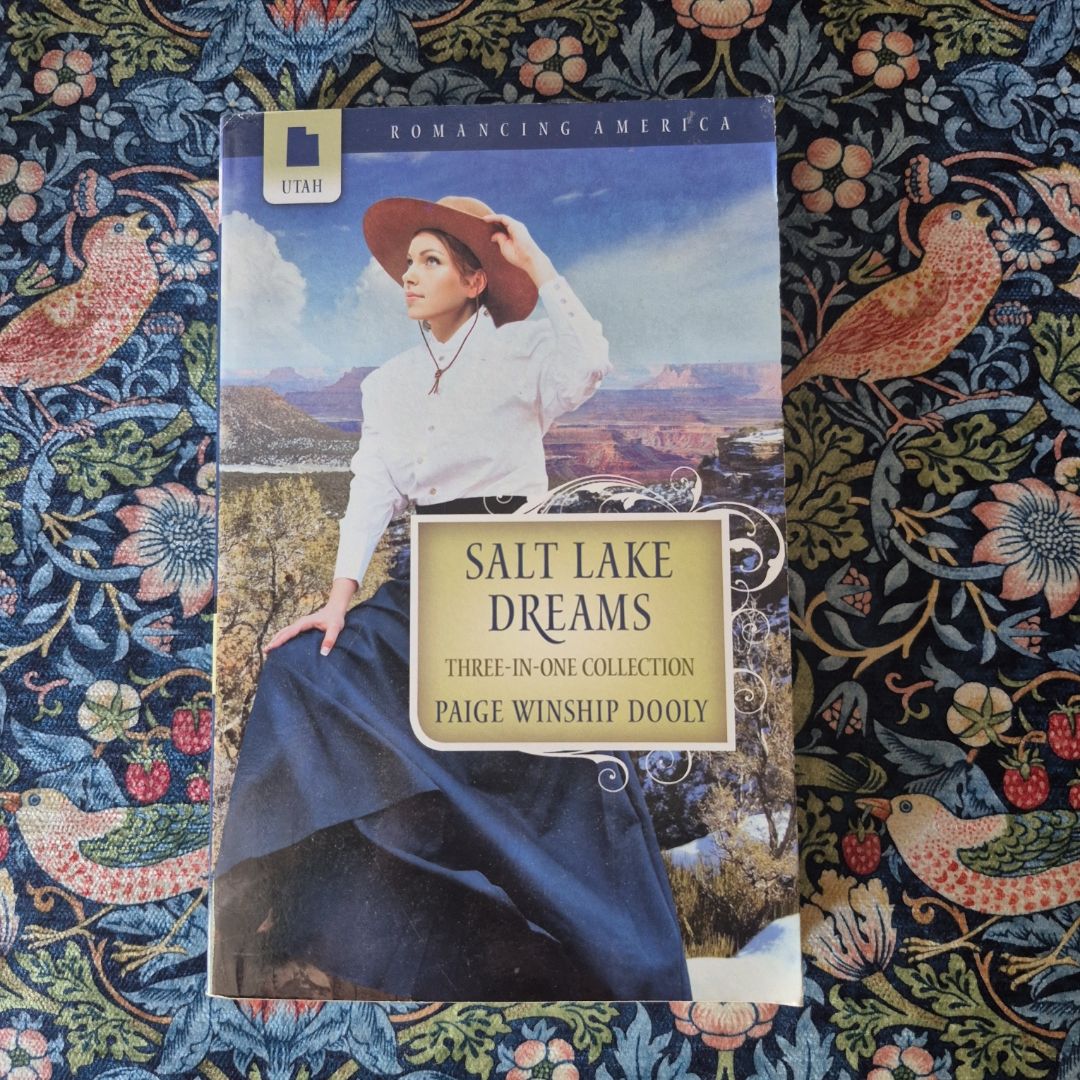 ROMANCING AMERICA
UTAH
SALT LAKE
DREAMS
THREE-IN-ONE COLLECTION
PAIGE WINSHIP DOOLY